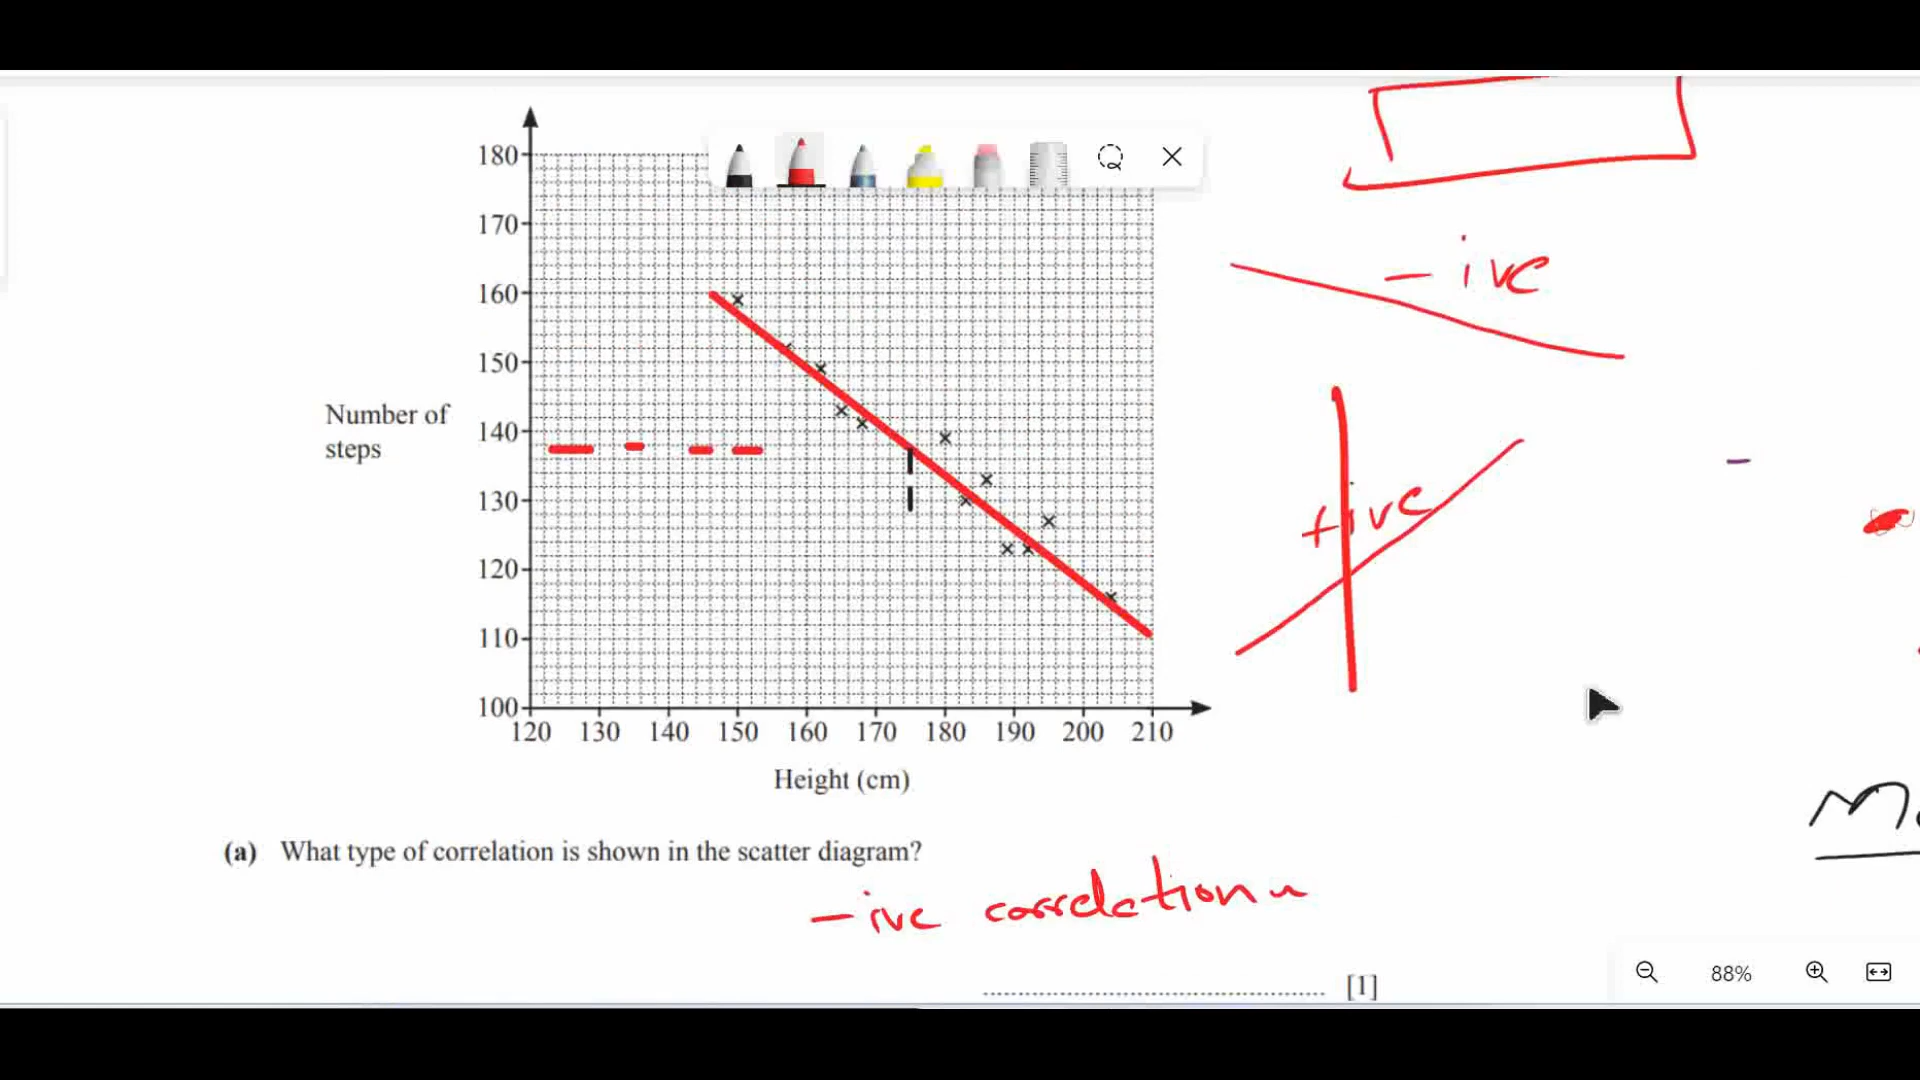 180
170
160
150
140
130
120
110
100
Number of
steps
120 130 140 150 160 170 180 190 200 210
Height (cm)
- ive
+ive
(a) What type of correlation is shown in the scatter diagram?
-ive correlation
[1]
88%